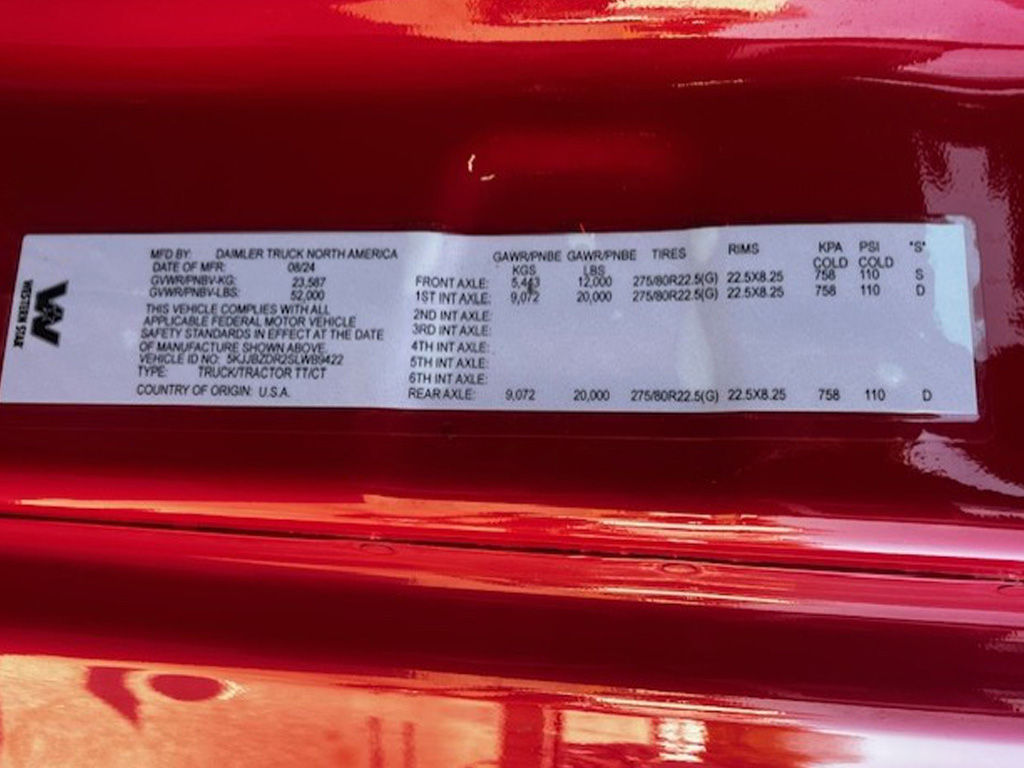 WESTERN STAR
MFD BY: DAIMLER TRUCK NORTH AMERICA
DATE OF MFR: 08/24
GVWR/PNBV-KG: 23,587
GVWR/PNBV-LBS: 52,000
THIS VEHICLE COMPLIES WITH ALL
APPLICABLE FEDERAL MOTOR VEHICLE
SAFETY STANDARDS IN EFFECT AT THE DATE
OF MANUFACTURE SHOWN ABOVE.
VEHICLE ID NO: 5KJJBZDR2SLWB9422
TYPE: TRUCK/TRACTOR TT/CT
COUNTRY OF ORIGIN: U.S.A.
GAWR/PNBE GAWR/PNBE TIRES RIMS KPA PSI "S"
KGS LBS COLD COLD
FRONT AXLE: 5,443 12,000 275/80R22.5(G) 22.5X8.25 758 110 S
1ST INT AXLE: 9,072 20,000 275/80R22.5(G) 22.5X8.25 758 110 D
2ND INT AXLE:
3RD INT AXLE:
4TH INT AXLE:
5TH INT AXLE:
6TH INT AXLE:
REAR AXLE: 9,072 20,000 275/80R22.5(G) 22.5X8.25 758 110 D